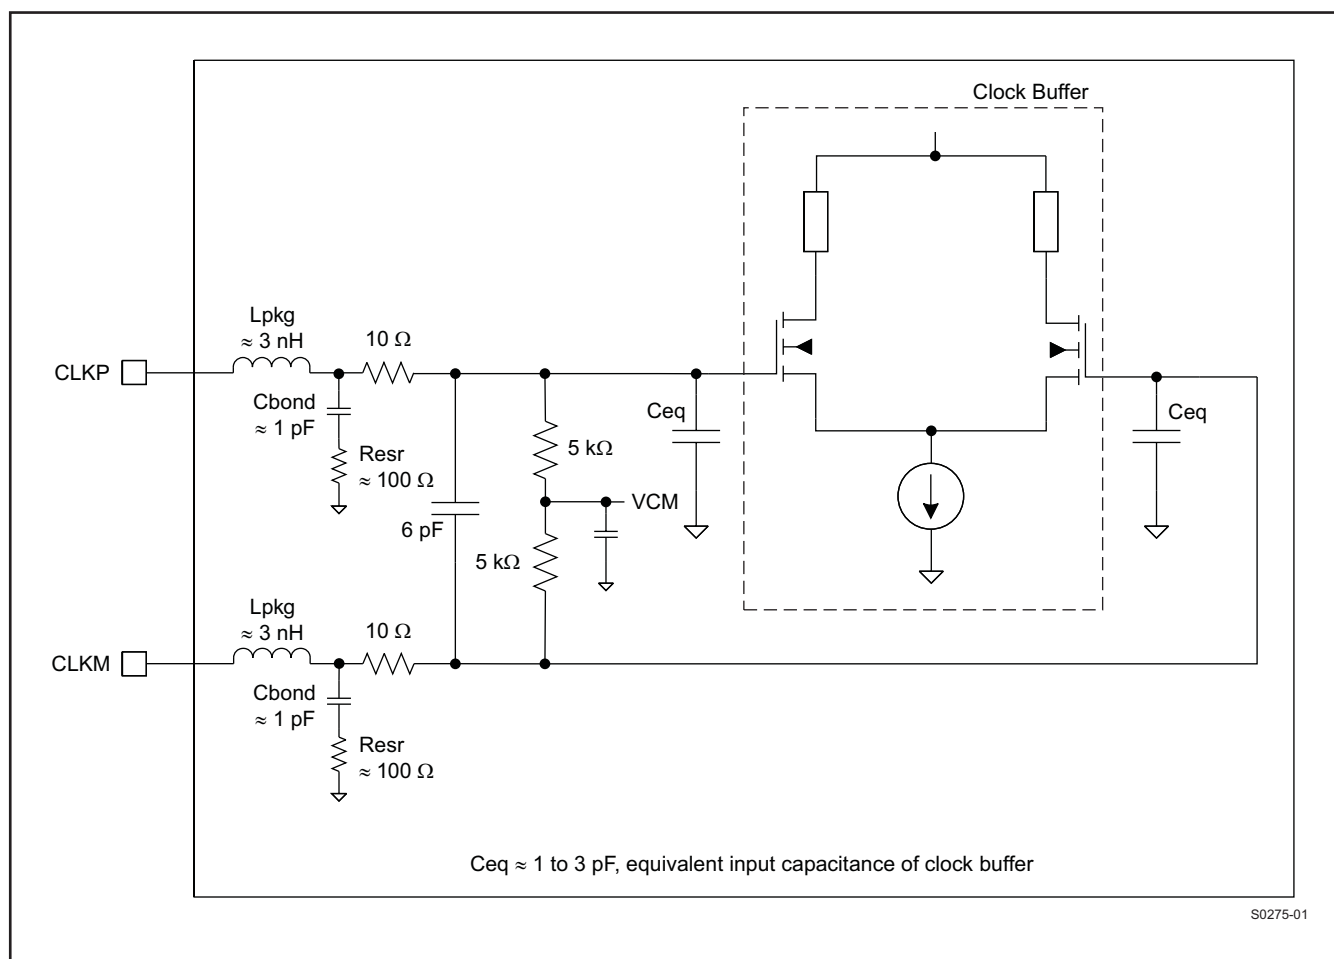 Clock Buffer
Lpkg
≈ 3 nH
10 Ω
CLKP
Cbond
≈ 1 pF
Resr
≈ 100 Ω
6 pF
5 kΩ
VCM
5 kΩ
Ceq
Ceq
Lpkg
≈ 3 nH
10 Ω
CLKM
Cbond
≈ 1 pF
Resr
≈ 100 Ω
Ceq ≈ 1 to 3 pF, equivalent input capacitance of clock buffer
S0275-01